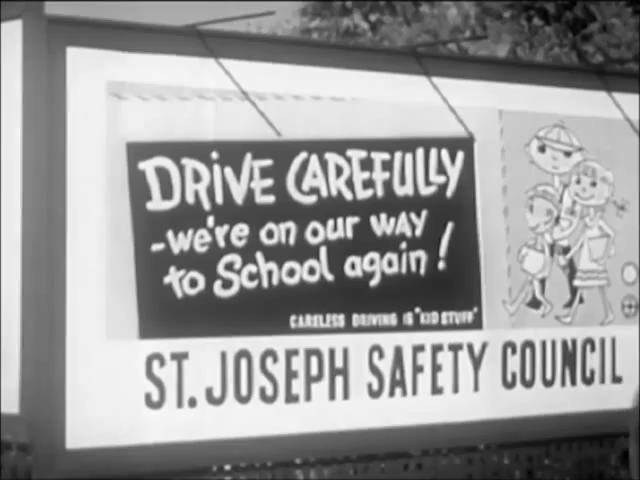 DRIVE CAREFULLY
-we're on our WAY
to School again!
CARELESS DRIVING IS "KID STUFF"
ST. JOSEPH SAFETY COUNCIL